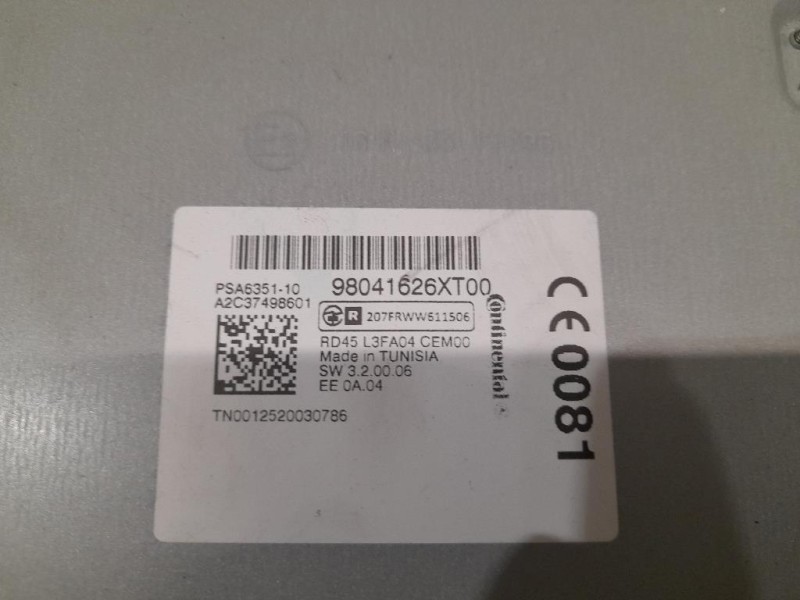 PSA6351-10
98041626XT00
A2C37498601
R 207FRWW611506
RD45 L3FA04 CEM00
Made in TUNISIA
SW 3.2.00.06
EE 0A.04
TN0012520030786
Continental
CE 0081